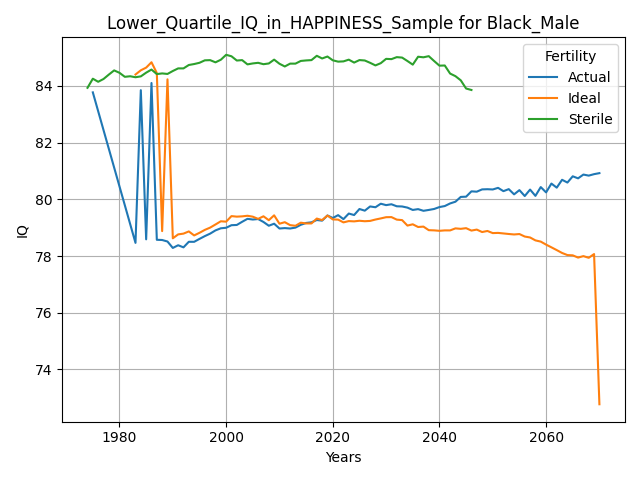 Lower_Quartile_IQ_in_HAPPINESS_Sample for Black_Male
Fertility
Actual
Ideal
Sterile
IQ
84
82
80
78
76
74
1980
2000
2020
2040
2060
Years